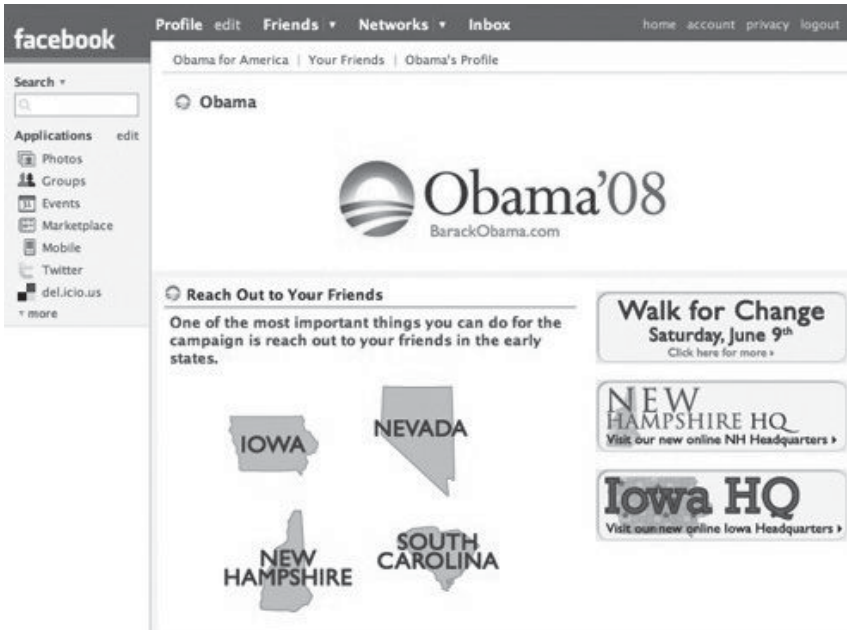 facebook
Profile edit Friends ▾ Networks ▾ Inbox
home account privacy logout
Search ▾
Applications edit
Photos
Groups
31 Events
Marketplace
Mobile
Twitter
del.icio.us
▾ more
Obama for America | Your Friends | Obama's Profile
Obama
Obama'08
BarackObama.com
Reach Out to Your Friends
One of the most important things you can do for the
campaign is reach out to your friends in the early
states.
IOWA
NEVADA
NEW
HAMPSHIRE
SOUTH
CAROLINA
Walk for Change
Saturday, June 9th
Click here for more ▸
NEW
HAMPSHIRE HQ
Visit our new online NH Headquarters ▸
Iowa HQ
Visit our new online Iowa Headquarters ▸